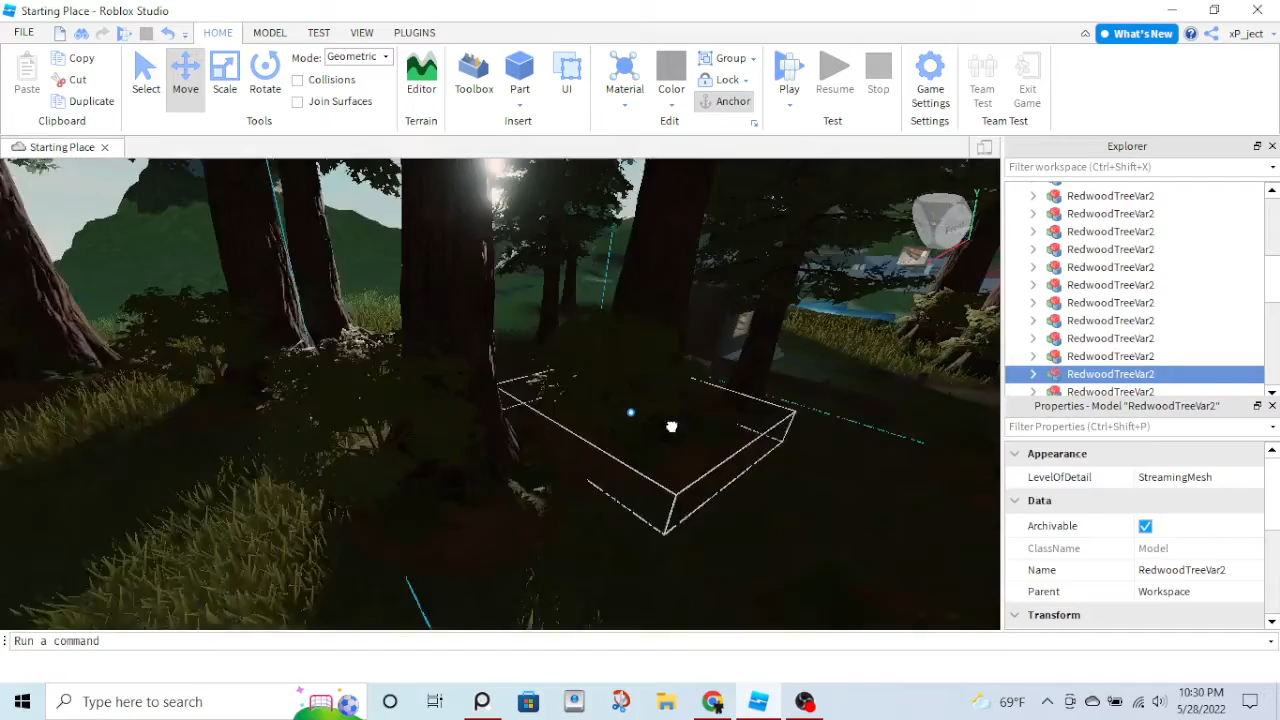 Starting Place - Roblox Studio
FILE HOME MODEL TEST VIEW PLUGINS What's New xP_ject
Paste Copy Cut Duplicate Clipboard
Select Move Scale Rotate Mode: Geometric Collisions Join Surfaces Tools
Editor Terrain
Toolbox Part UI Insert
Material Color Group Lock Anchor Edit
Play Resume Stop Test
Game Settings Settings
Team Test Exit Game Team Test
Starting Place
Explorer
Filter workspace (Ctrl+Shift+X)
RedwoodTreeVar2
RedwoodTreeVar2
RedwoodTreeVar2
RedwoodTreeVar2
RedwoodTreeVar2
RedwoodTreeVar2
RedwoodTreeVar2
RedwoodTreeVar2
RedwoodTreeVar2
RedwoodTreeVar2
RedwoodTreeVar2
RedwoodTreeVar2
Properties - Model "RedwoodTreeVar2"
Filter Properties (Ctrl+Shift+P)
Appearance
LevelOfDetail StreamingMesh
Data
Archivable
ClassName Model
Name RedwoodTreeVar2
Parent Workspace
Transform
Run a command
Type here to search
69°F
10:30 PM
5/28/2022